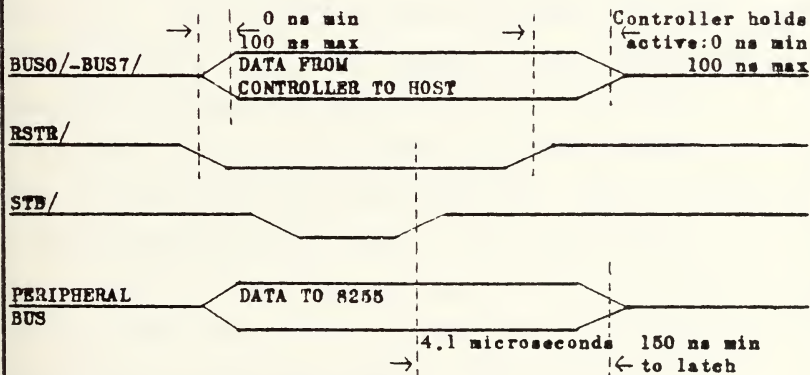 0 ns min
100 ns max
Controller holds
active:0 ns min
100 ns max
BUS0/-BUS7/
DATA FROM
CONTROLLER TO HOST
RSTR/
STB/
PERIPHERAL
BUS
DATA TO 8255
4.1 microseconds
150 ns min
to latch